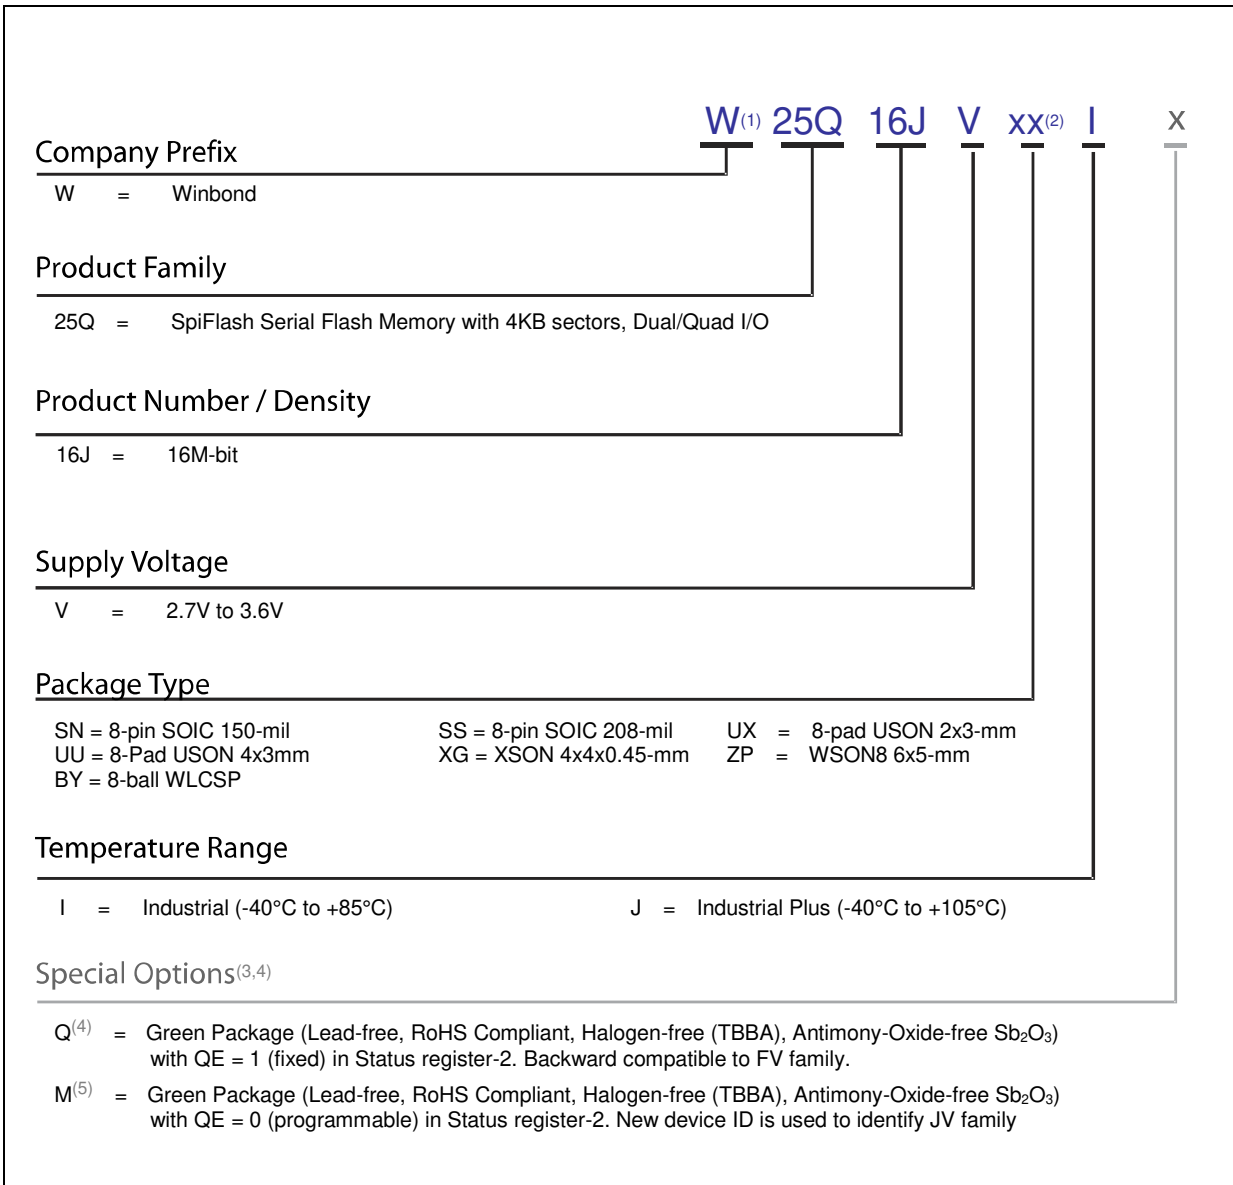 W(1) 25Q 16J V xx(2) I x
Company Prefix
W = Winbond
Product Family
25Q = SpiFlash Serial Flash Memory with 4KB sectors, Dual/Quad I/O
Product Number / Density
16J = 16M-bit
Supply Voltage
V = 2.7V to 3.6V
Package Type
SN = 8-pin SOIC 150-mil SS = 8-pin SOIC 208-mil UX = 8-pad USON 2x3-mm
UU = 8-Pad USON 4x3mm XG = XSON 4x4x0.45-mm ZP = WSON8 6x5-mm
BY = 8-ball WLCSP
Temperature Range
I = Industrial (-40°C to +85°C) J = Industrial Plus (-40°C to +105°C)
Special Options(3,4)
Q(4) = Green Package (Lead-free, RoHS Compliant, Halogen-free (TBBA), Antimony-Oxide-free Sb₂O₃)
with QE = 1 (fixed) in Status register-2. Backward compatible to FV family.
M(5) = Green Package (Lead-free, RoHS Compliant, Halogen-free (TBBA), Antimony-Oxide-free Sb₂O₃)
with QE = 0 (programmable) in Status register-2. New device ID is used to identify JV family